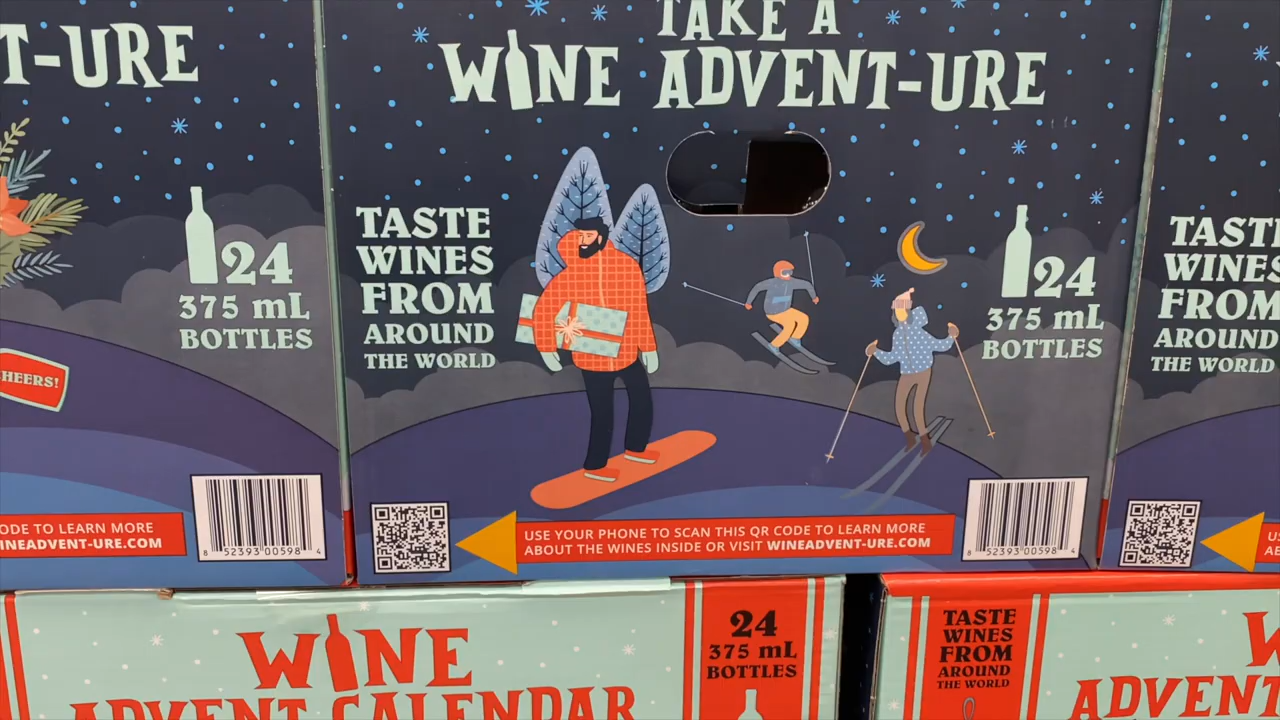 T-URE
24
375 mL
BOTTLES
HEERS!
ODE TO LEARN MORE
INEADVENT-URE.COM
8 52393 00598 4
TAKE A
WINE ADVENT-URE
TASTE
WINES
FROM
AROUND
THE WORLD
24
375 mL
BOTTLES
USE YOUR PHONE TO SCAN THIS QR CODE TO LEARN MORE
ABOUT THE WINES INSIDE OR VISIT WINEADVENT-URE.COM
8 52393 00598 4
TASTE
WINES
FROM
AROUND
THE WORLD
WINE
ADVENT CALENDAR
24
375 mL
BOTTLES
TASTE
WINES
FROM
AROUND
THE WORLD
ADVENT